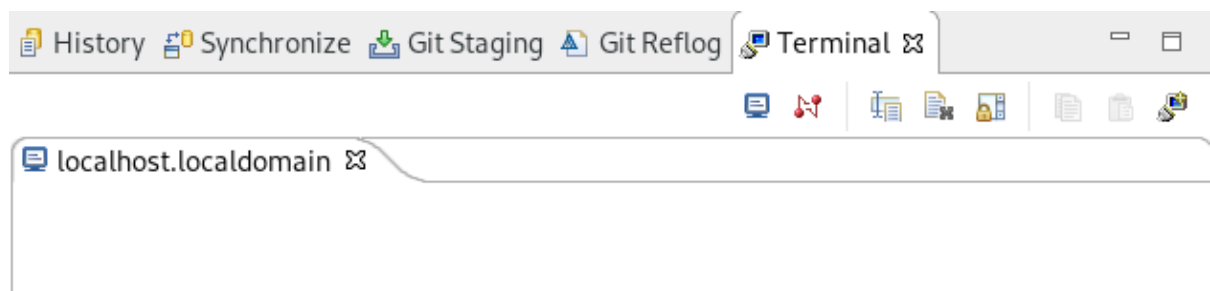 History Synchronize Git Staging Git Reflog Terminal
localhost.localdomain